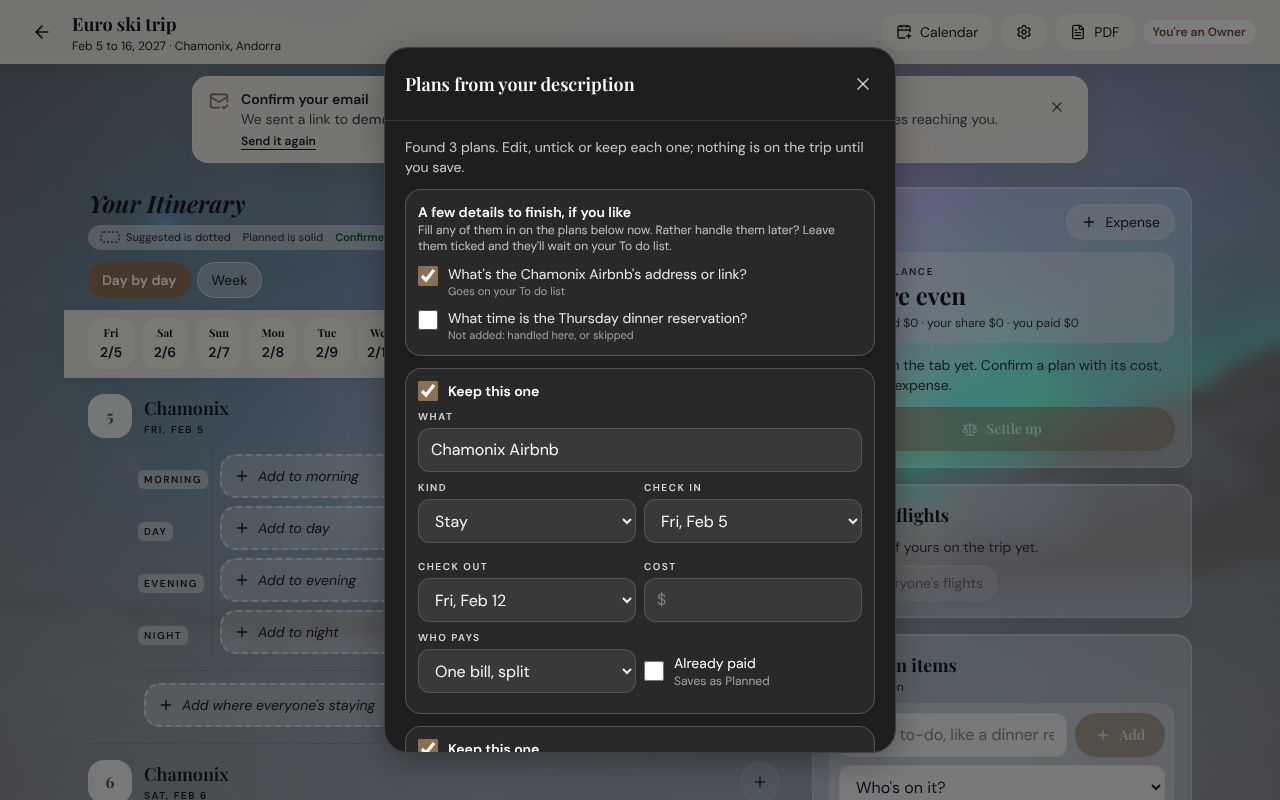 Euro ski trip
Feb 5 to 16, 2027 · Chamonix, Andorra
Calendar
PDF
You're an Owner
Confirm your email
We sent a link to
Send it again
es reaching you.
Plans from your description
Found 3 plans. Edit, untick or keep each one; nothing is on the trip until
you save.
A few details to finish, if you like
Fill any of them in on the plans below now. Rather handle them later? Leave
them ticked and they'll wait on your To do list.
What's the Chamonix Airbnb's address or link?
Goes on your To do list
What time is the Thursday dinner reservation?
Not added: handled here, or skipped
Keep this one
WHAT
Chamonix Airbnb
KIND
CHECK IN
Stay
Fri, Feb 5
CHECK OUT
COST
Fri, Feb 12
$
WHO PAYS
One bill, split
Already paid
Saves as Planned
Keep this one
Your Itinerary
Suggested is dotted
Planned is solid
Day by day
Week
Fri
2/5
Sat
2/6
Sun
2/7
Mon
2/8
Tue
2/9
5
Chamonix
FRI, FEB 5
MORNING
Add to morning
DAY
Add to day
EVENING
Add to evening
NIGHT
Add to night
Add where everyone's staying
6
Chamonix
SAT, FEB 6
Expense
re even
$0 · your share $0 · you paid $0
the tab yet. Confirm a plan with its cost,
expense.
Settle up
flights
of yours on the trip yet.
flights
items
to-do, like a dinner re
Add
Who's on it?